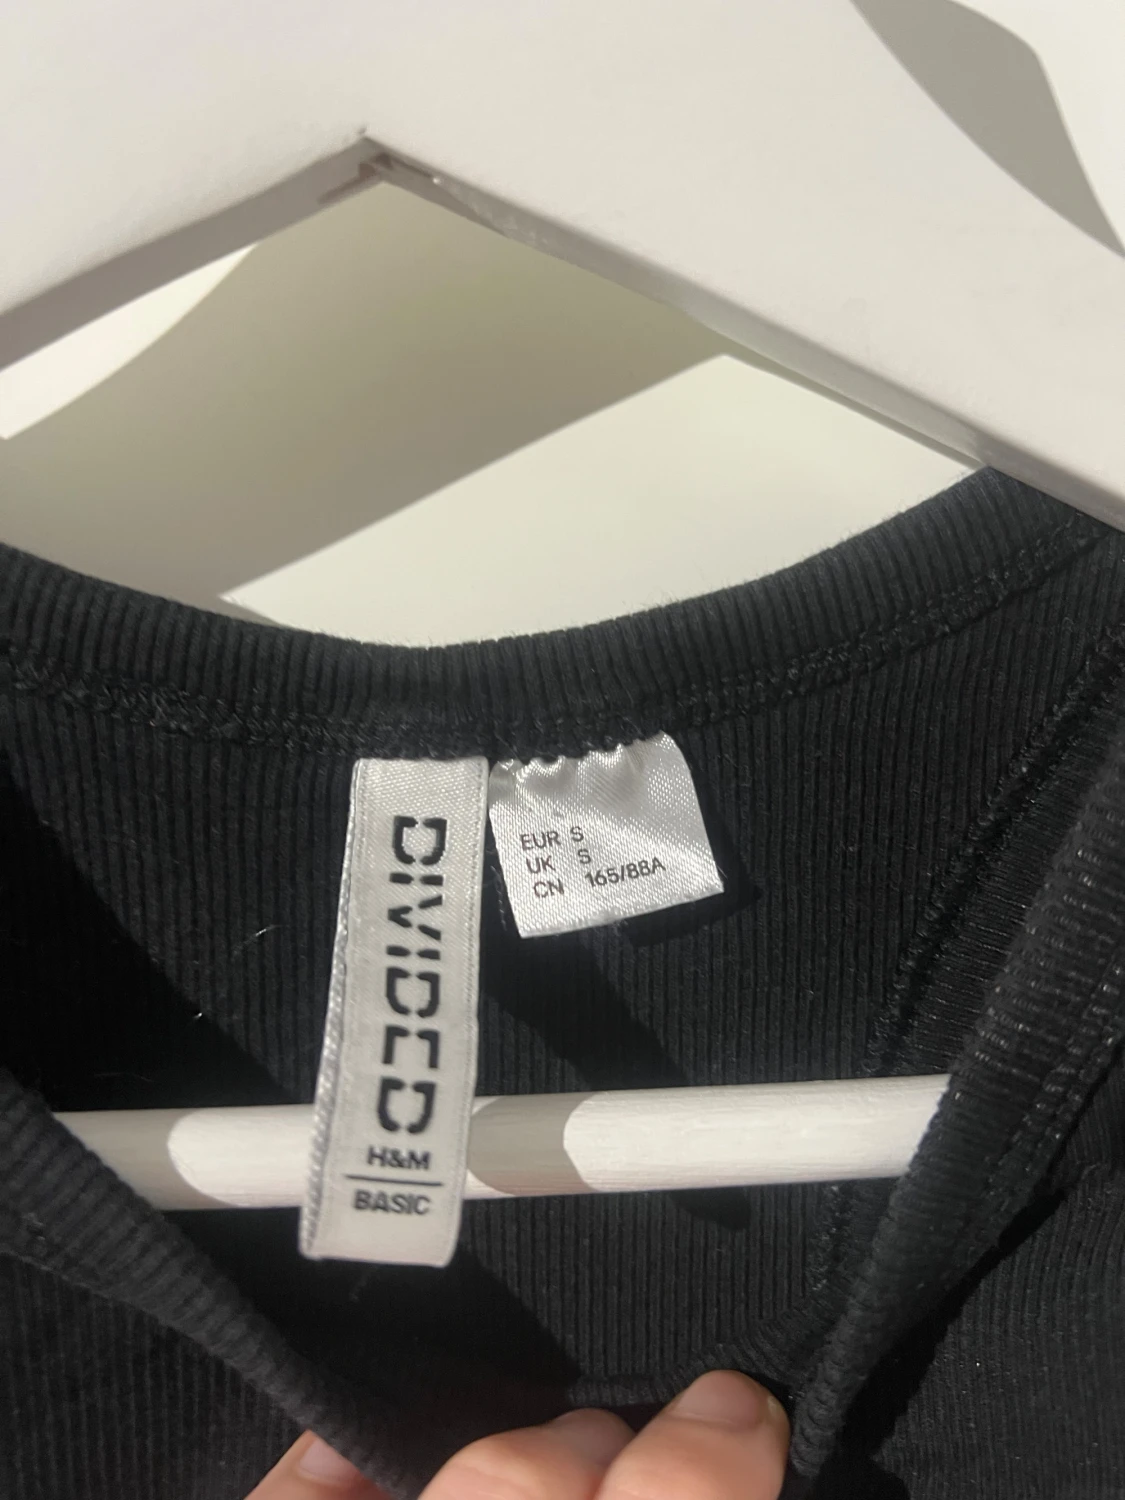 DIVIDED
H&M
BASIC
EUR S
UK S
CN 165/88A